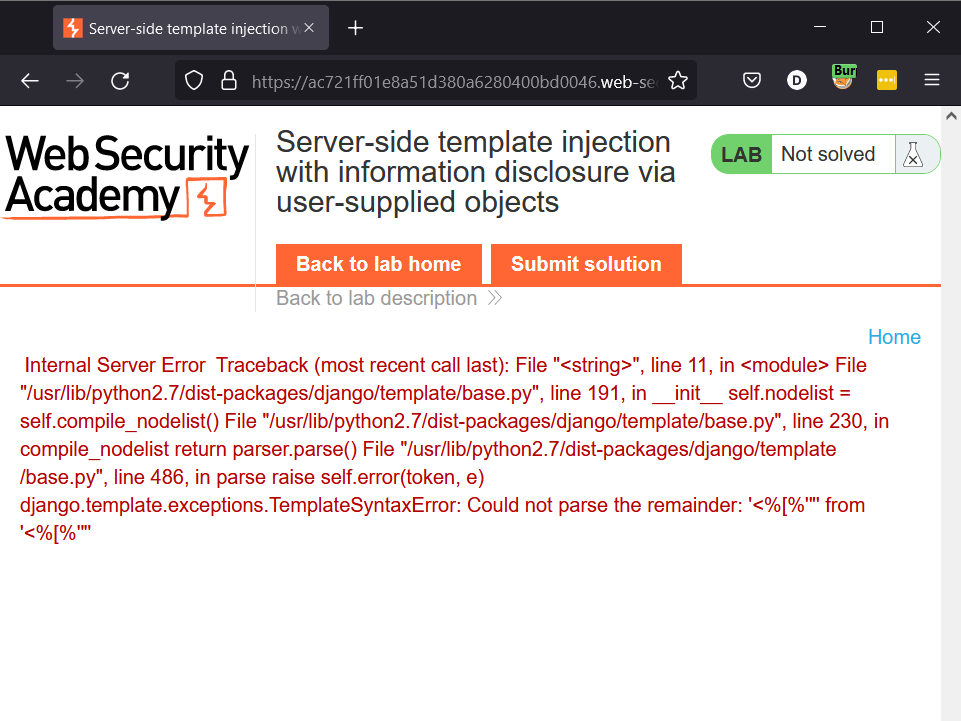 Server-side template injection w
https://ac721ff01e8a51d380a6280400bd0046.web-se
D
Bur
Web Security
Academy
Server-side template injection
with information disclosure via
user-supplied objects
LAB Not solved
Back to lab home
Submit solution
Back to lab description
Home
Internal Server Error Traceback (most recent call last): File "<string>", line 11, in <module> File
"/usr/lib/python2.7/dist-packages/django/template/base.py", line 191, in __init__ self.nodelist =
self.compile_nodelist() File "/usr/lib/python2.7/dist-packages/django/template/base.py", line 230, in
compile_nodelist return parser.parse() File "/usr/lib/python2.7/dist-packages/django/template
/base.py", line 486, in parse raise self.error(token, e)
django.template.exceptions.TemplateSyntaxError: Could not parse the remainder: '<%[%'"' from
'<%[%'"'